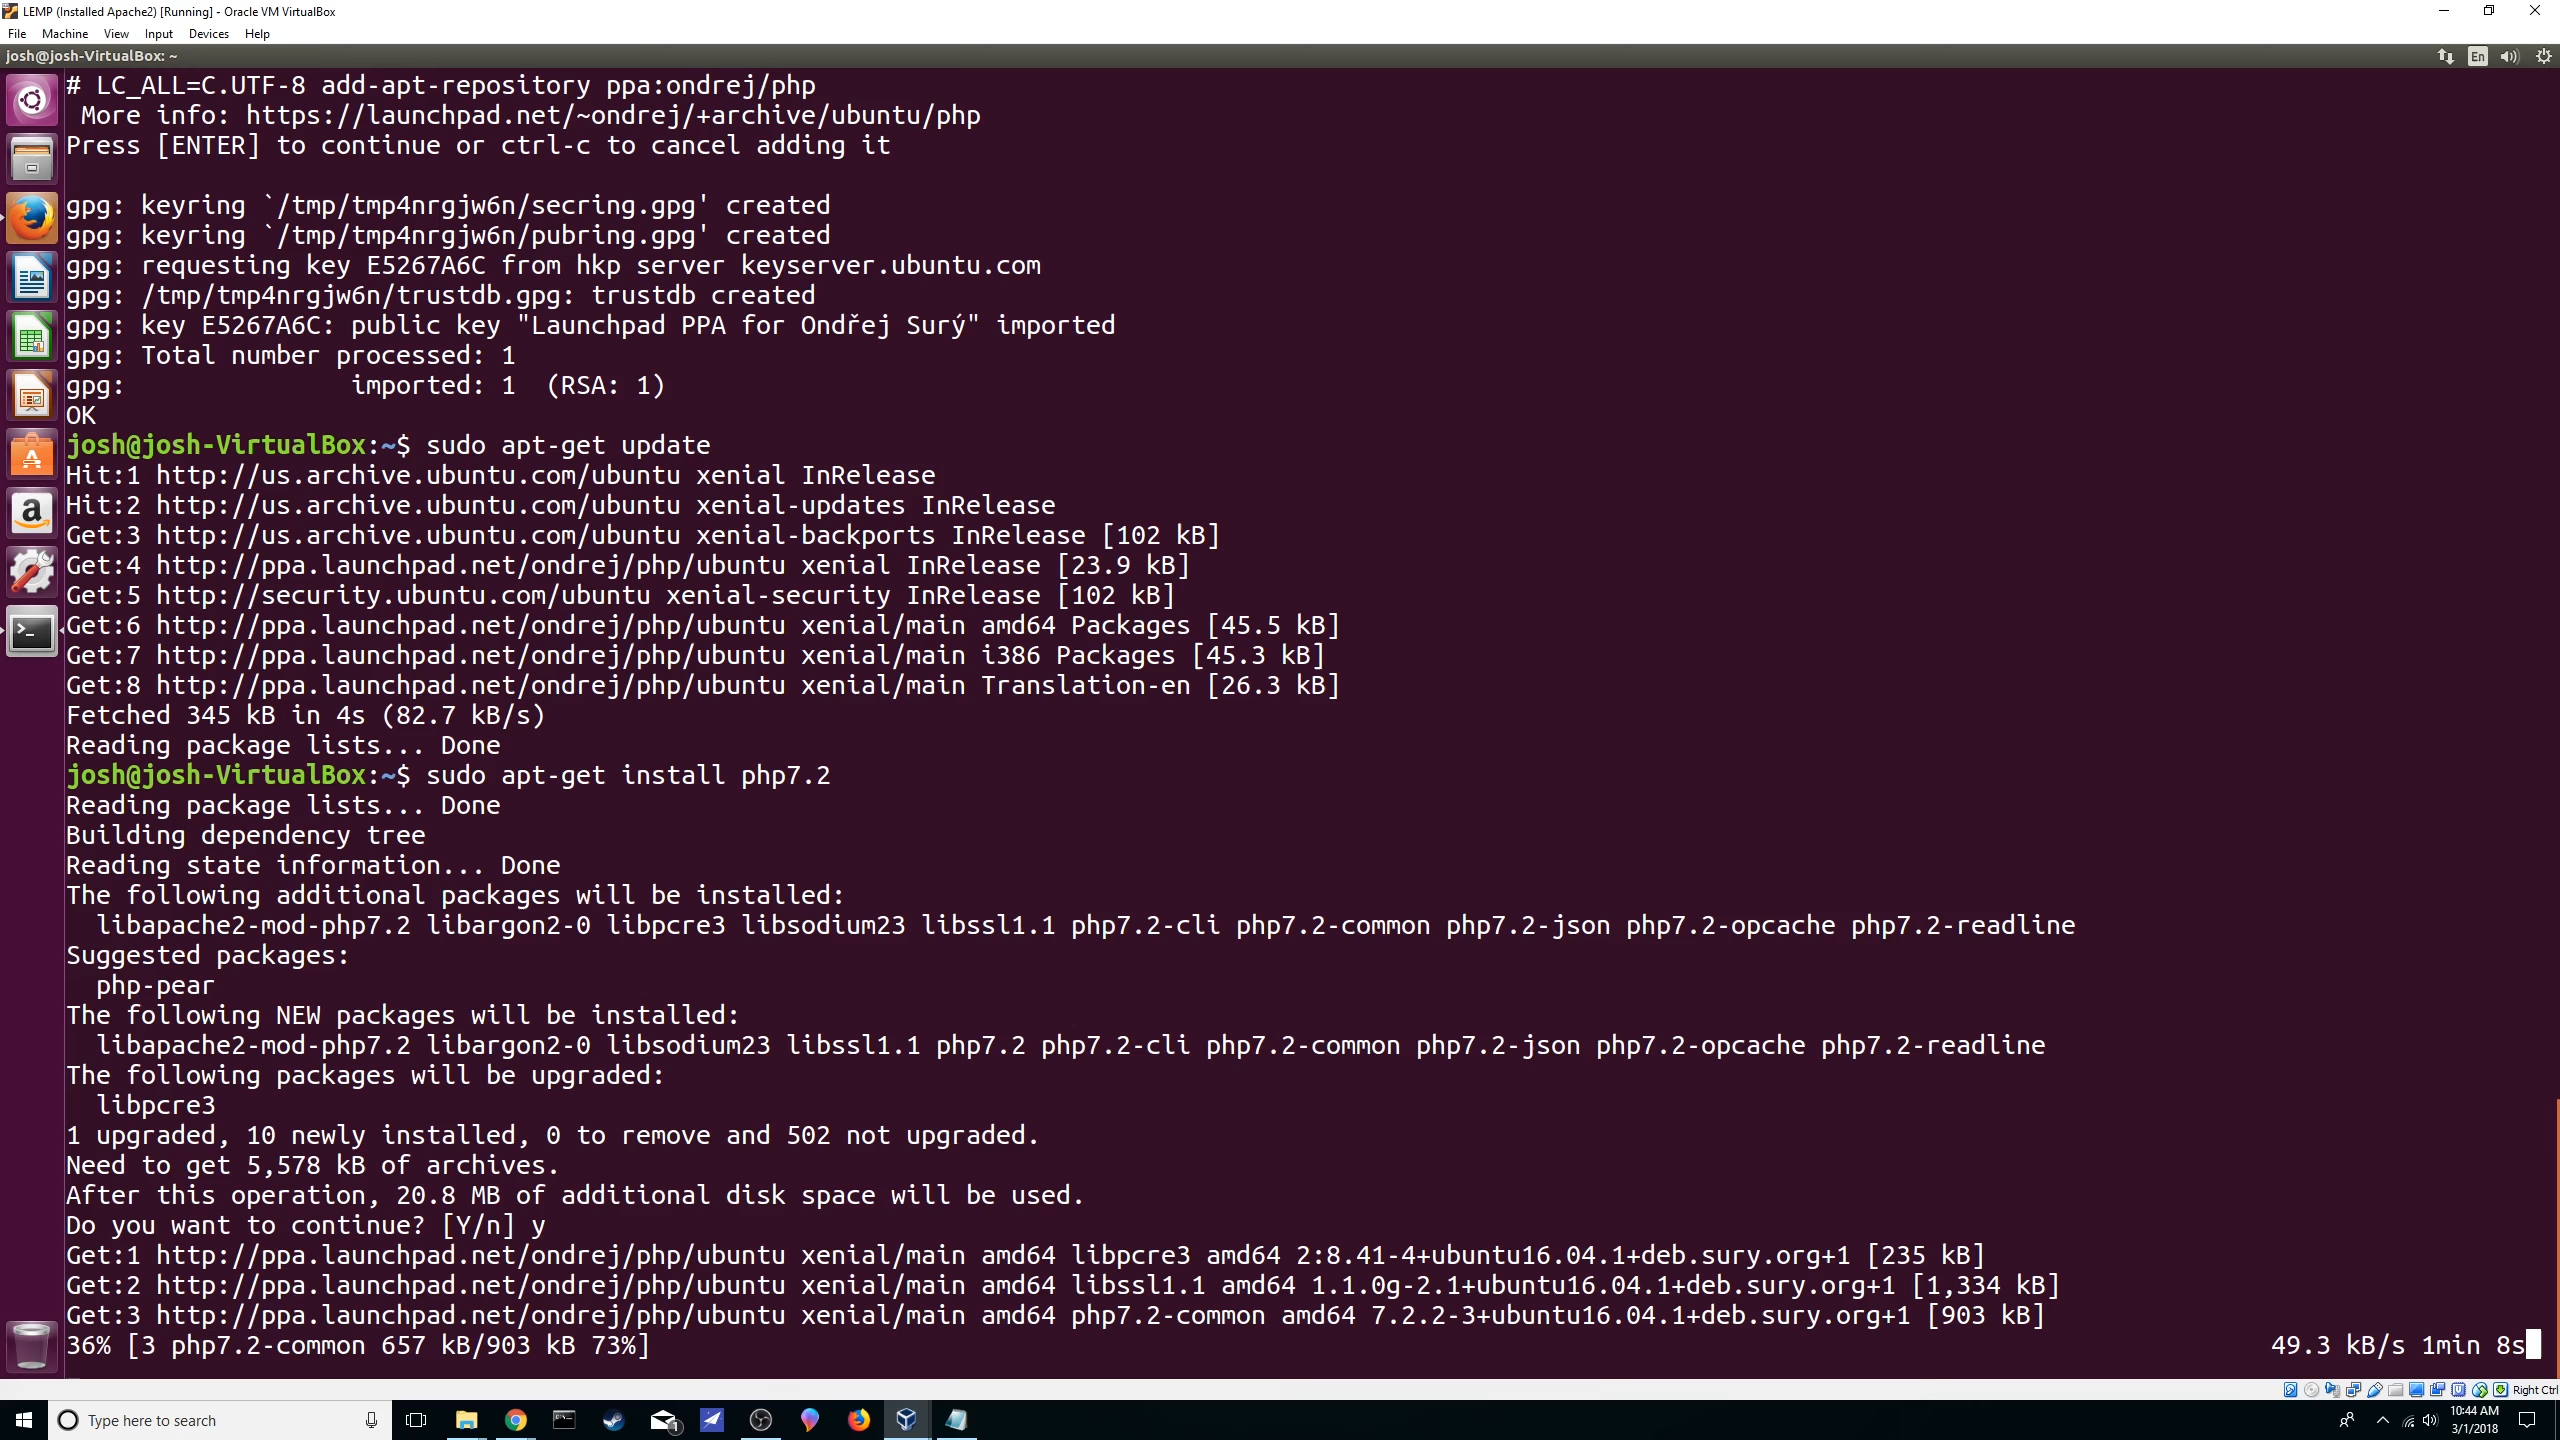 LEMP (Installed Apache2) [Running] - Oracle VM VirtualBox
File Machine View Input Devices Help
josh@josh-VirtualBox: ~
En
# LC_ALL=C.UTF-8 add-apt-repository ppa:ondrej/php
 More info: https://launchpad.net/~ondrej/+archive/ubuntu/php
Press [ENTER] to continue or ctrl-c to cancel adding it
gpg: keyring `/tmp/tmp4nrgjw6n/secring.gpg' created
gpg: keyring `/tmp/tmp4nrgjw6n/pubring.gpg' created
gpg: requesting key E5267A6C from hkp server keyserver.ubuntu.com
gpg: /tmp/tmp4nrgjw6n/trustdb.gpg: trustdb created
gpg: key E5267A6C: public key "Launchpad PPA for Ondřej Surý" imported
gpg: Total number processed: 1
gpg:               imported: 1  (RSA: 1)
OK
josh@josh-VirtualBox:~$ sudo apt-get update
Hit:1 http://us.archive.ubuntu.com/ubuntu xenial InRelease
Hit:2 http://us.archive.ubuntu.com/ubuntu xenial-updates InRelease
Get:3 http://us.archive.ubuntu.com/ubuntu xenial-backports InRelease [102 kB]
Get:4 http://ppa.launchpad.net/ondrej/php/ubuntu xenial InRelease [23.9 kB]
Get:5 http://security.ubuntu.com/ubuntu xenial-security InRelease [102 kB]
Get:6 http://ppa.launchpad.net/ondrej/php/ubuntu xenial/main amd64 Packages [45.5 kB]
Get:7 http://ppa.launchpad.net/ondrej/php/ubuntu xenial/main i386 Packages [45.3 kB]
Get:8 http://ppa.launchpad.net/ondrej/php/ubuntu xenial/main Translation-en [26.3 kB]
Fetched 345 kB in 4s (82.7 kB/s)
Reading package lists... Done
josh@josh-VirtualBox:~$ sudo apt-get install php7.2
Reading package lists... Done
Building dependency tree
Reading state information... Done
The following additional packages will be installed:
  libapache2-mod-php7.2 libargon2-0 libpcre3 libsodium23 libssl1.1 php7.2-cli php7.2-common php7.2-json php7.2-opcache php7.2-readline
Suggested packages:
  php-pear
The following NEW packages will be installed:
  libapache2-mod-php7.2 libargon2-0 libsodium23 libssl1.1 php7.2 php7.2-cli php7.2-common php7.2-json php7.2-opcache php7.2-readline
The following packages will be upgraded:
  libpcre3
1 upgraded, 10 newly installed, 0 to remove and 502 not upgraded.
Need to get 5,578 kB of archives.
After this operation, 20.8 MB of additional disk space will be used.
Do you want to continue? [Y/n] y
Get:1 http://ppa.launchpad.net/ondrej/php/ubuntu xenial/main amd64 libpcre3 amd64 2:8.41-4+ubuntu16.04.1+deb.sury.org+1 [235 kB]
Get:2 http://ppa.launchpad.net/ondrej/php/ubuntu xenial/main amd64 libssl1.1 amd64 1.1.0g-2.1+ubuntu16.04.1+deb.sury.org+1 [1,334 kB]
Get:3 http://ppa.launchpad.net/ondrej/php/ubuntu xenial/main amd64 php7.2-common amd64 7.2.2-3+ubuntu16.04.1+deb.sury.org+1 [903 kB]
36% [3 php7.2-common 657 kB/903 kB 73%] 49.3 kB/s 1min 8s
Right Ctrl
Type here to search
1
10:44 AM
3/1/2018